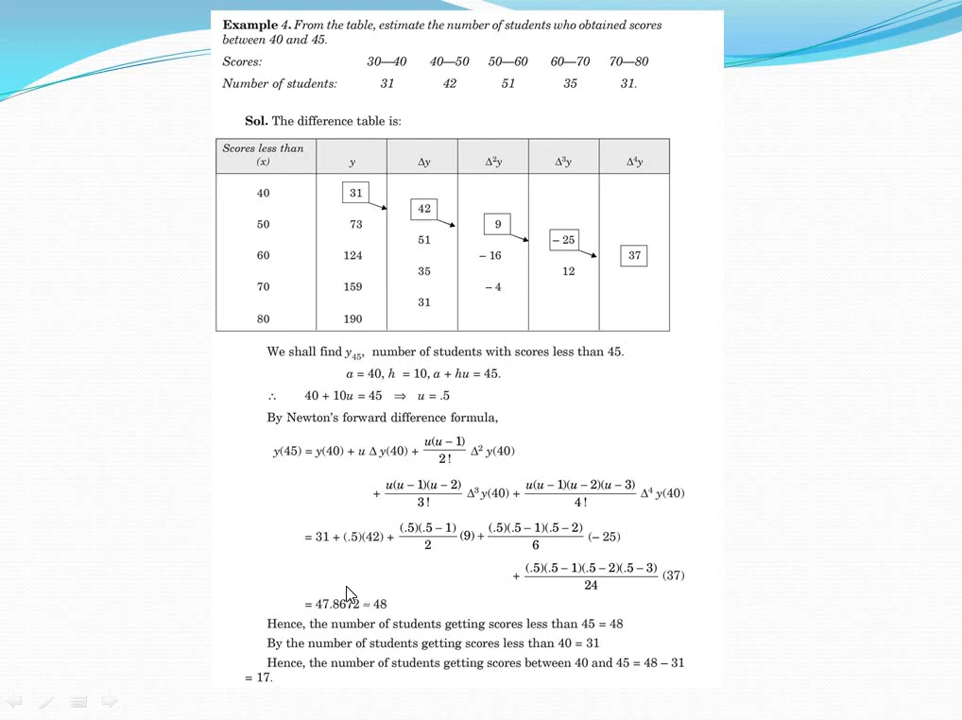 Example 4. From the table, estimate the number of students who obtained scores
between 40 and 45.
Scores: 30—40 40—50 50—60 60—70 70—80
Number of students: 31 42 51 35 31.
Sol. The difference table is:
Scores less than (x) y Δy Δ²y Δ³y Δ⁴y
40 31
42
50 73 9
51 – 25
60 124 – 16 37
35 12
70 159 – 4
31
80 190
We shall find y₄₅, number of students with scores less than 45.
a = 40, h = 10, a + hu = 45.
∴ 40 + 10u = 45 ⇒ u = .5
By Newton's forward difference formula,
y(45) = y(40) + u Δ y(40) + u(u – 1)/2 ! Δ² y(40)
+ u(u – 1)(u – 2)/3 ! Δ³ y(40) + u(u – 1)(u – 2)(u – 3)/4 ! Δ⁴ y(40)
= 31 + (.5)(42) + (.5)(.5 – 1)/2 (9) + (.5)(.5 – 1)(.5 – 2)/6 (– 25)
+ (.5)(.5 – 1)(.5 – 2)(.5 – 3)/24 (37)
= 47.8672 ≈ 48
Hence, the number of students getting scores less than 45 = 48
By the number of students getting scores less than 40 = 31
Hence, the number of students getting scores between 40 and 45 = 48 – 31
= 17.